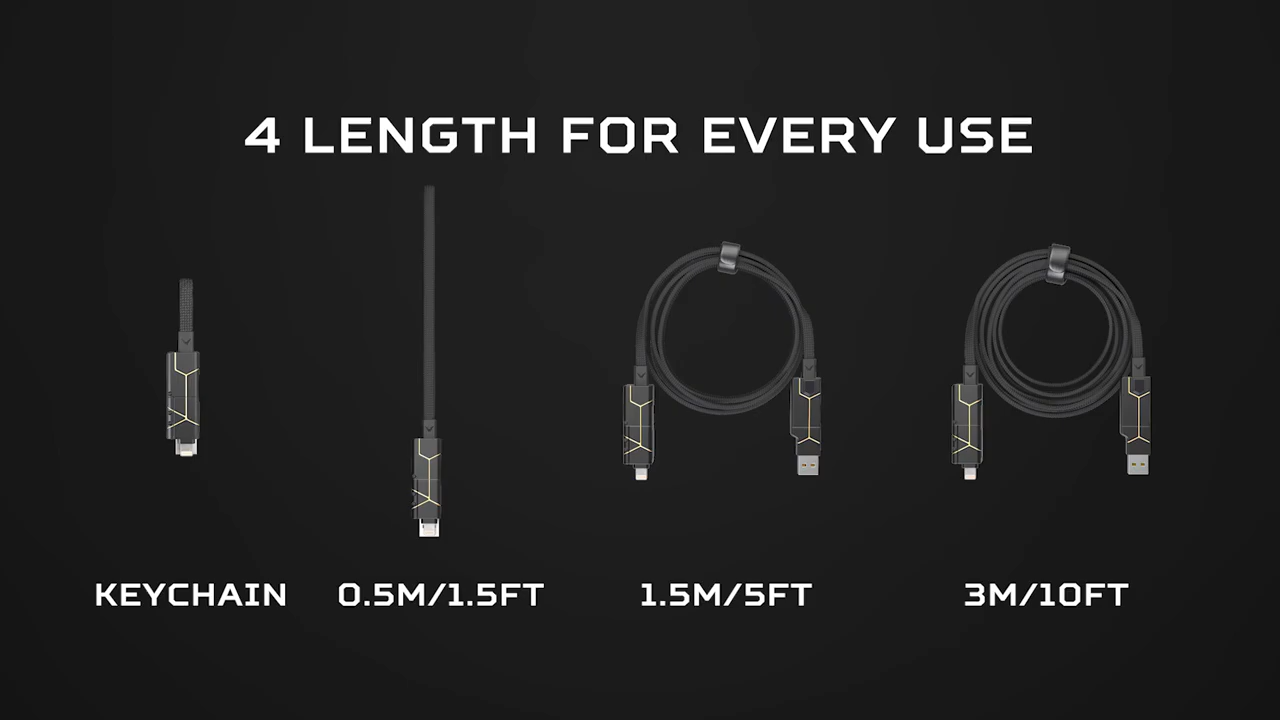 4 LENGTH FOR EVERY USE
KEYCHAIN
0.5M/1.5FT
1.5M/5FT
3M/10FT